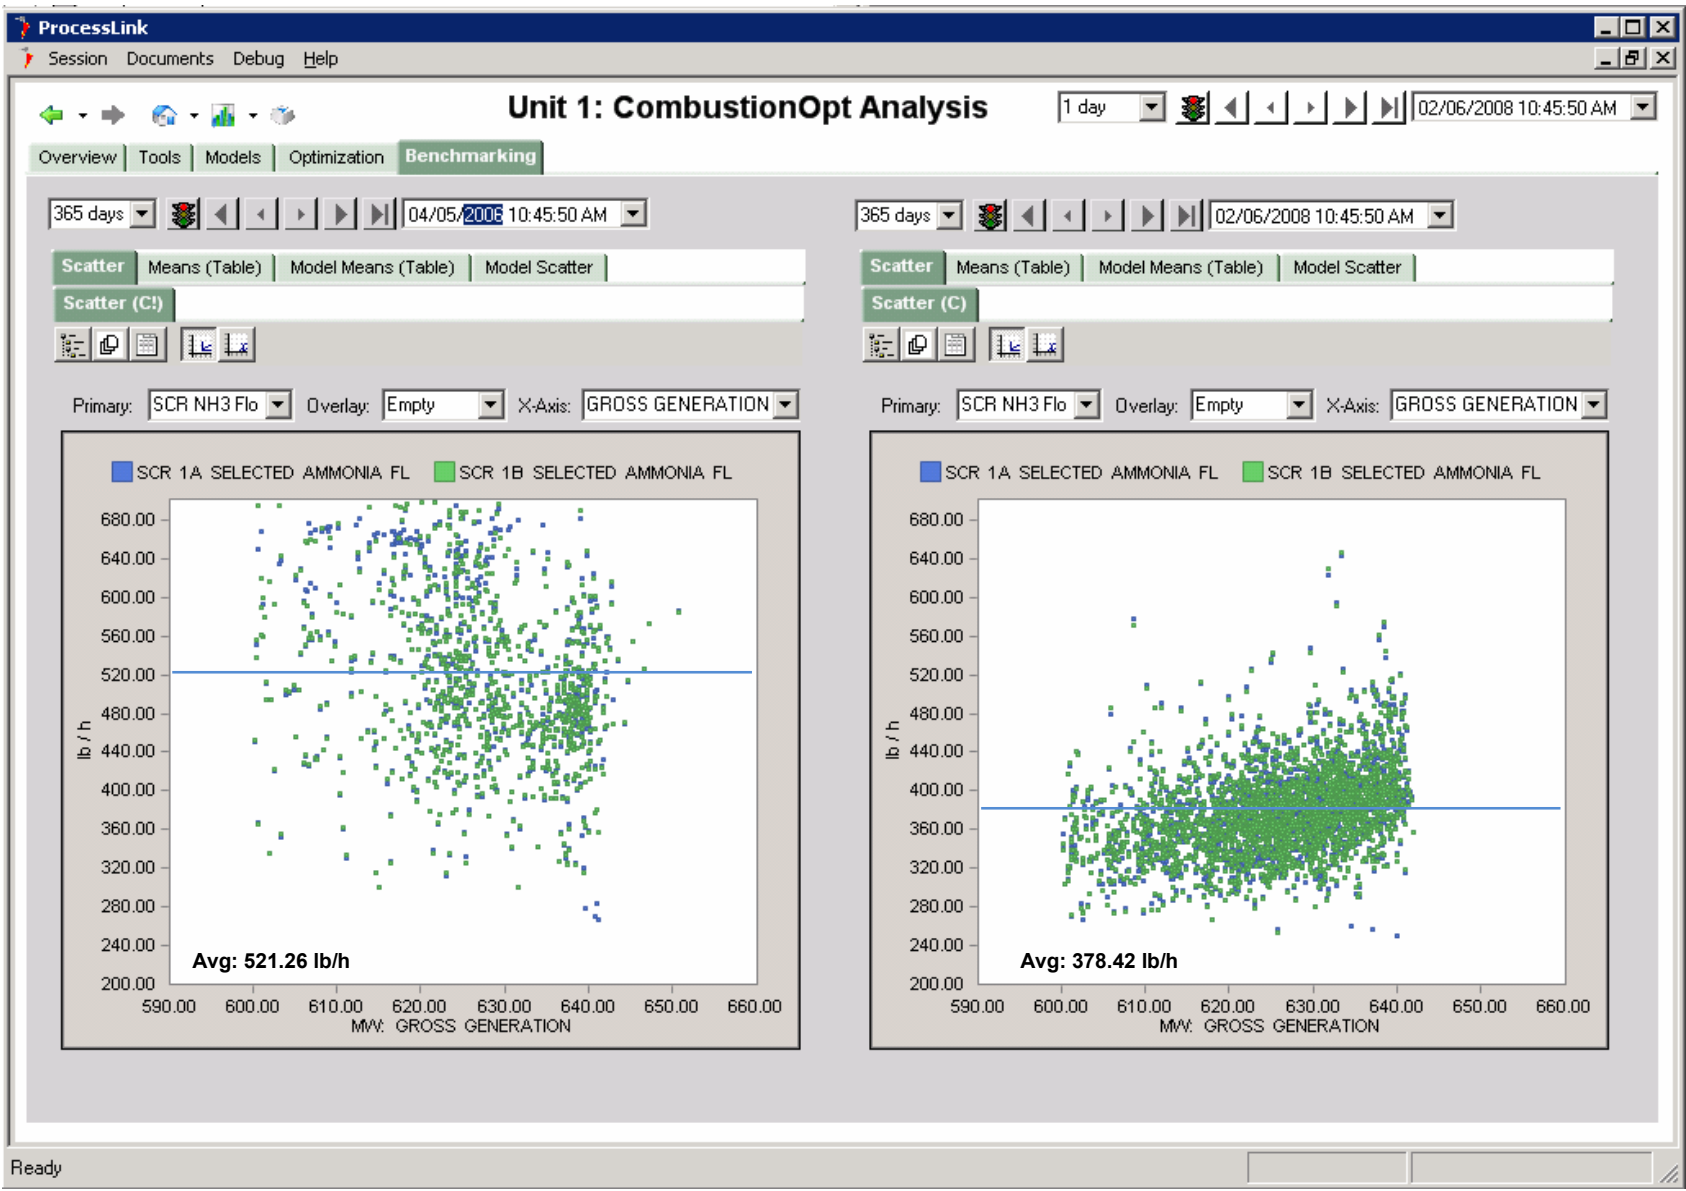 ProcessLink
Session Documents Debug Help
Unit 1: CombustionOpt Analysis
1 day
02/06/2008 10:45:50 AM
Overview Tools Models Optimization Benchmarking
365 days
04/05/2006 10:45:50 AM
Scatter Means (Table) Model Means (Table) Model Scatter
Scatter (C!)
Primary: SCR NH3 Flo Overlay: Empty X-Axis: GROSS GENERATION
SCR 1A SELECTED AMMONIA FL SCR 1B SELECTED AMMONIA FL
680.00
640.00
600.00
560.00
520.00
480.00
440.00
400.00
360.00
320.00
280.00
240.00
200.00
lb / h
Avg: 521.26 lb/h
590.00 600.00 610.00 620.00 630.00 640.00 650.00 660.00
MW: GROSS GENERATION
365 days
02/06/2008 10:45:50 AM
Scatter Means (Table) Model Means (Table) Model Scatter
Scatter (C)
Primary: SCR NH3 Flo Overlay: Empty X-Axis: GROSS GENERATION
SCR 1A SELECTED AMMONIA FL SCR 1B SELECTED AMMONIA FL
680.00
640.00
600.00
560.00
520.00
480.00
440.00
400.00
360.00
320.00
280.00
240.00
200.00
lb / h
Avg: 378.42 lb/h
590.00 600.00 610.00 620.00 630.00 640.00 650.00 660.00
MW: GROSS GENERATION
Ready